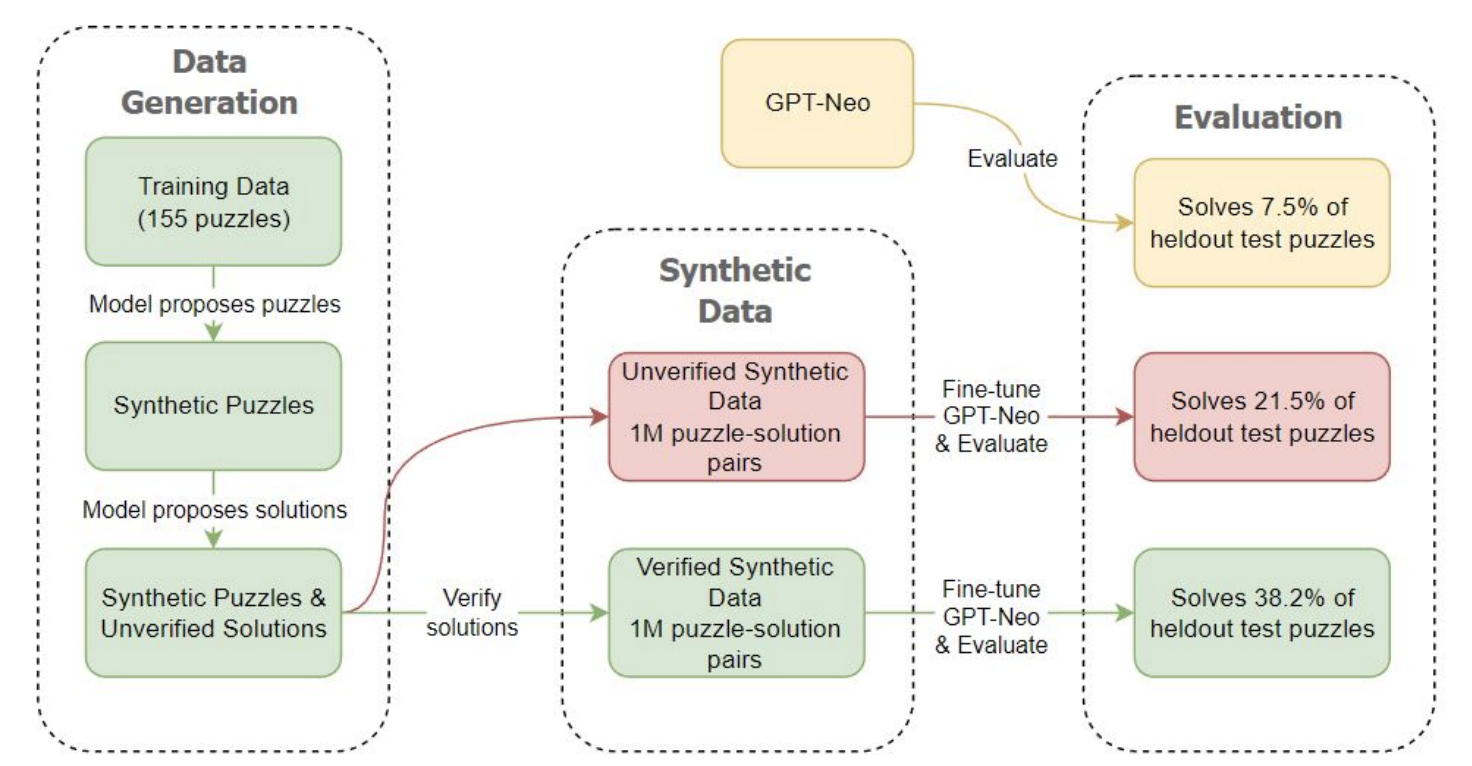 Data
Generation
Training Data
(155 puzzles)
Model proposes puzzles
Synthetic Puzzles
Model proposes solutions
Synthetic Puzzles &
Unverified Solutions
Verify
solutions
Synthetic
Data
Unverified Synthetic
Data
1M puzzle-solution
pairs
Verified Synthetic
Data
1M puzzle-solution
pairs
GPT-Neo
Evaluate
Fine-tune
GPT-Neo
& Evaluate
Fine-tune
GPT-Neo
& Evaluate
Evaluation
Solves 7.5% of
heldout test puzzles
Solves 21.5% of
heldout test puzzles
Solves 38.2% of
heldout test puzzles